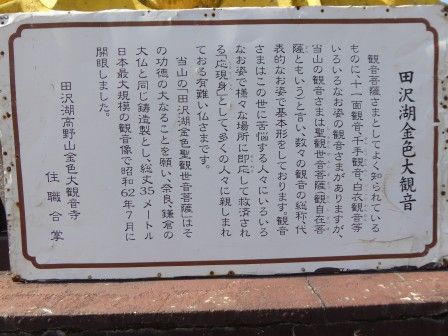 田沢湖金色大観音
観音菩薩さまとしてよく知られている
ものに十一面観音、千手観音、白衣観音等
いろいろなお姿の観音さまがありますが、
当山の観音さまは聖観世音菩薩(観自在菩
薩ともいう)と言い、数々の観音の総称、代
表的なお姿で基本形をしております。観音
さまはこの世に苦悩する人々にいろいろ
なお姿で様々な場所に即応して救済され
る「応現身」として、多くの人々に親しまれ
ておる有難い仏さまです。
当山の「田沢湖金色聖観世音菩薩」はそ
の功徳の大なることを願い、奈良、鎌倉の
大仏と同じ鋳造製とし、総丈35メートル
日本最大規模の観音像で昭和62年7月に
開眼しました。
田沢湖高野山金色大観音寺
住職合掌